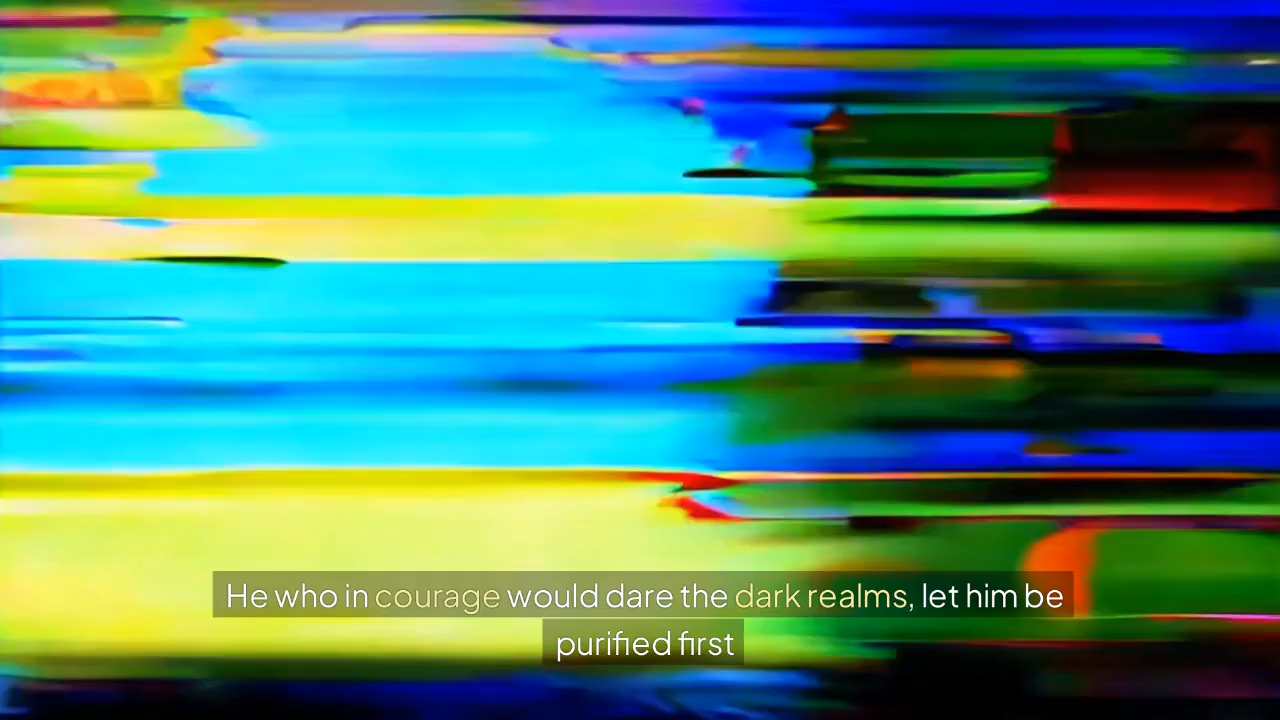 He who in courage would dare the dark realms, let him be
purified first